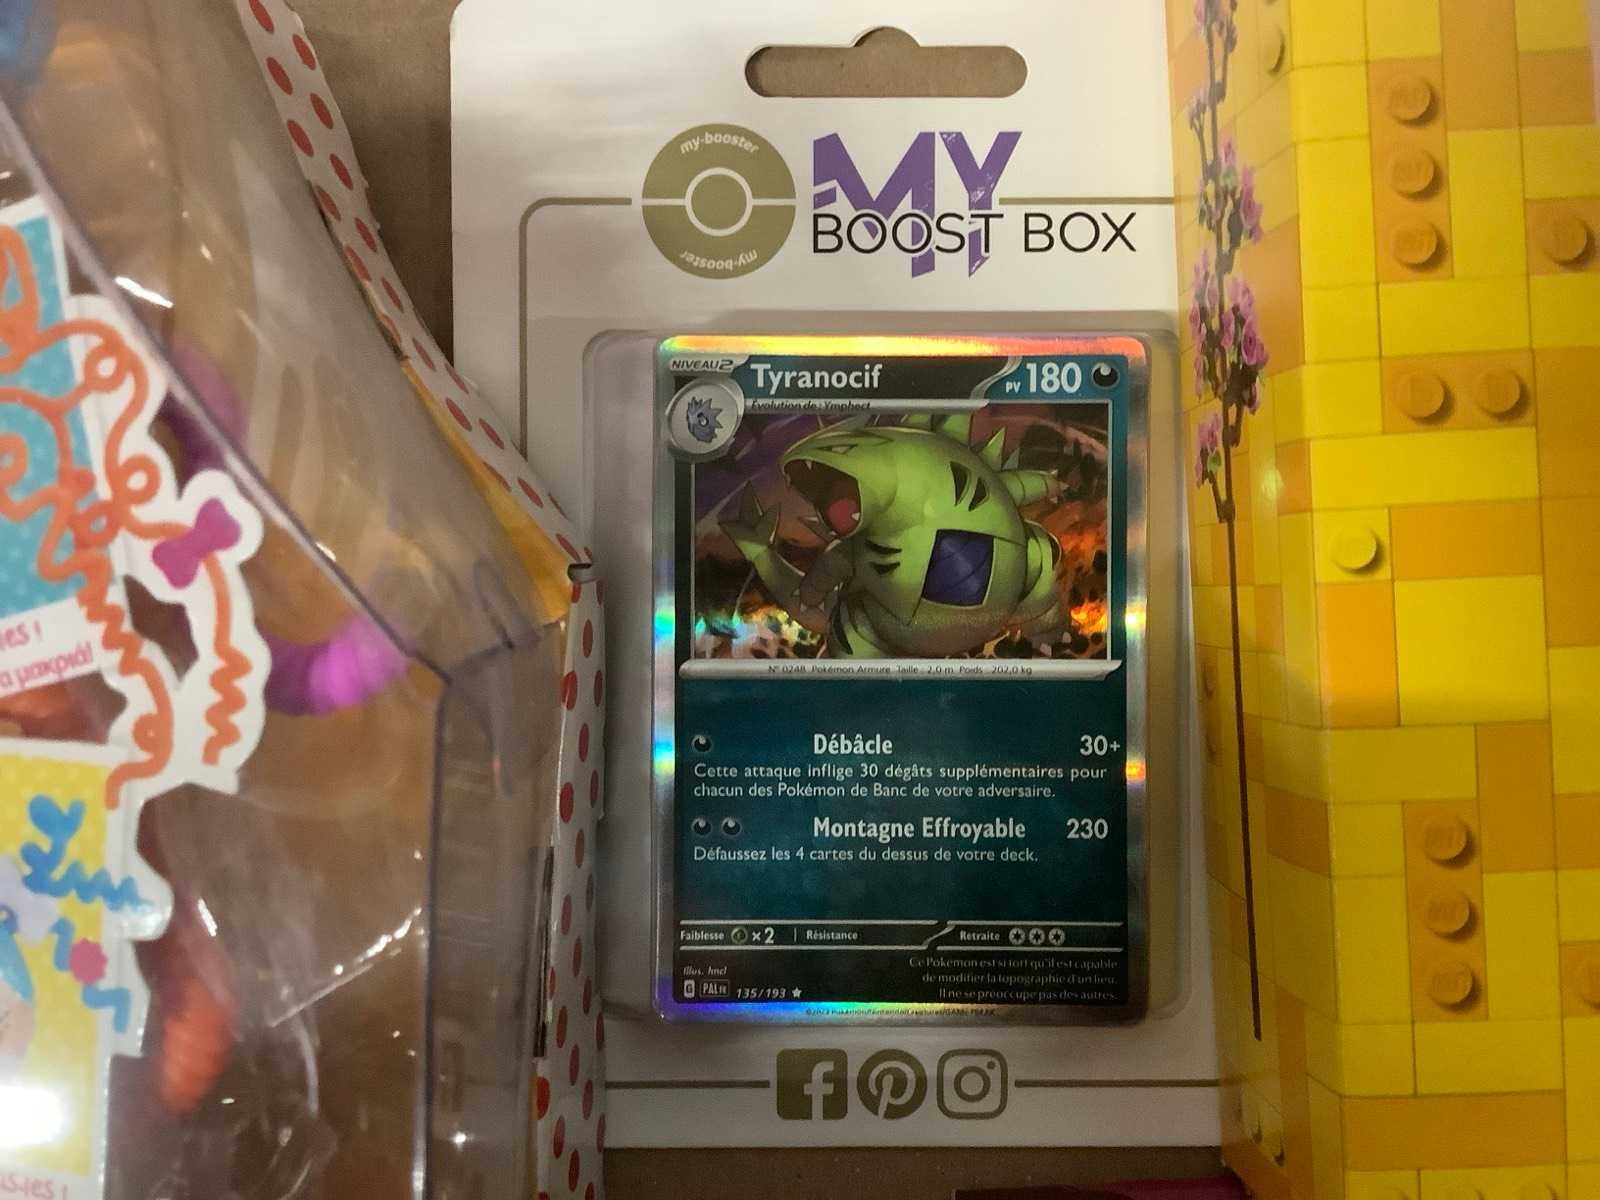 my-booster
my-booster
MY
BOOST BOX
NIVEAU 2
Tyranocif
PV 180
Évolution de : Ymphect
N° 0248 Pokémon Armure Taille : 2,0 m Poids : 202,0 kg
Débâcle 30+
Cette attaque inflige 30 dégâts supplémentaires pour
chacun des Pokémon de Banc de votre adversaire.
Montagne Effroyable 230
Défaussez les 4 cartes du dessus de votre deck.
Faiblesse ×2 Résistance Retraite
Ce Pokémon est si fort qu'il est capable
de modifier la topographie d'un lieu.
Il ne se préoccupe pas des autres.
Illus. hncl
G PAL FR 135/193
μακριά!